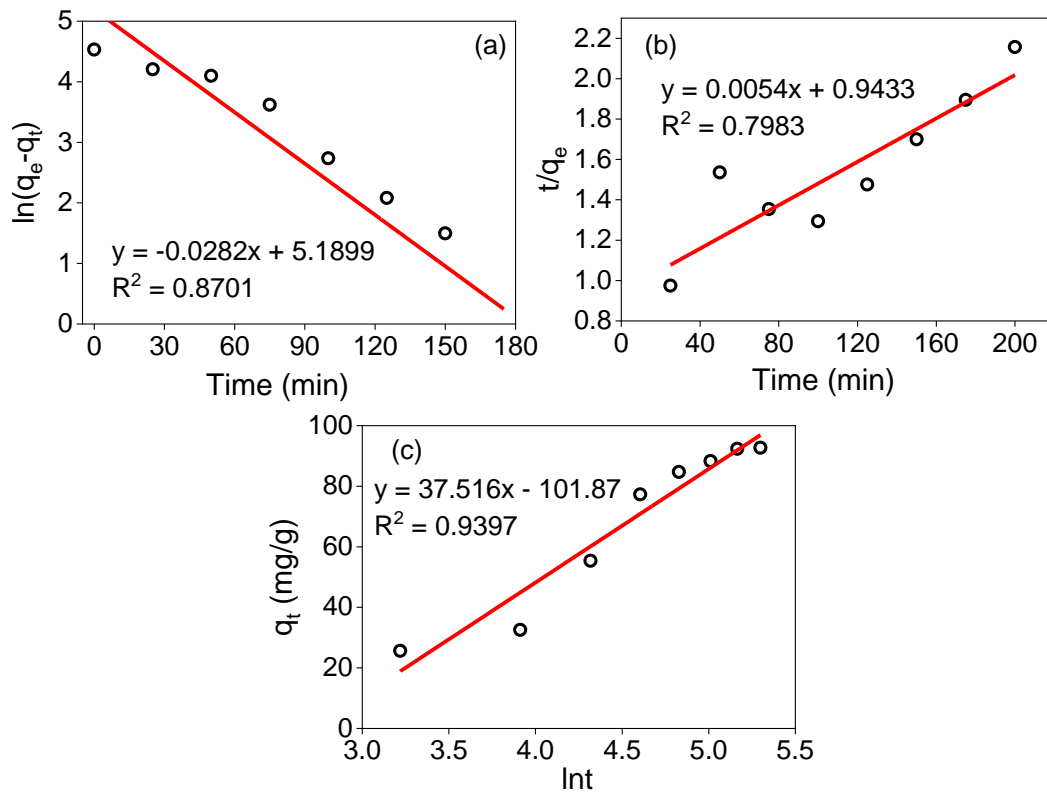 (a)
5
4
3
2
1
0
ln(qe-qt)
y = -0.0282x + 5.1899
R2 = 0.8701
0 30 60 90 120 150 180
Time (min)
(b)
2.2
2.0
1.8
1.6
1.4
1.2
1.0
0.8
t/qe
y = 0.0054x + 0.9433
R2 = 0.7983
0 40 80 120 160 200
Time (min)
(c)
100
80
60
40
20
0
qt (mg/g)
y = 37.516x - 101.87
R2 = 0.9397
3.0 3.5 4.0 4.5 5.0 5.5
lnt